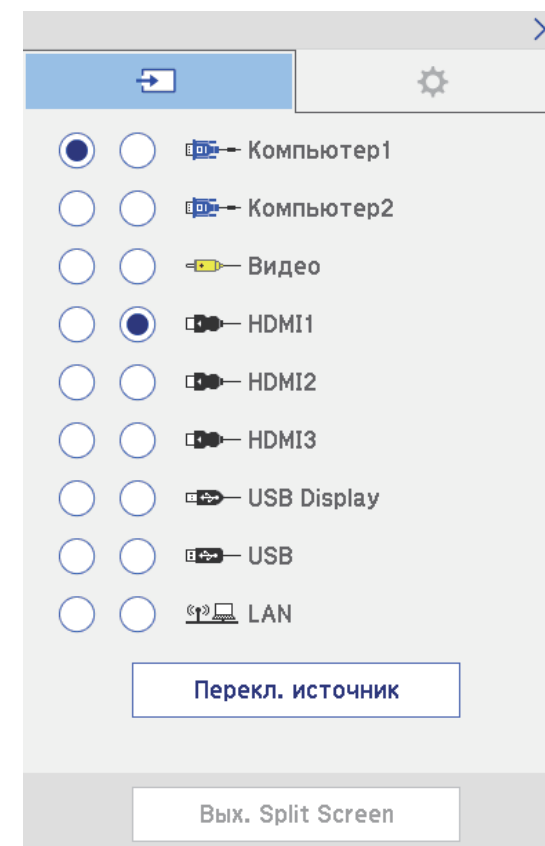 Компьютер1
Компьютер2
Видео
HDMI1
HDMI2
HDMI3
USB Display
USB
LAN
Перекл. источник
Вых. Split Screen